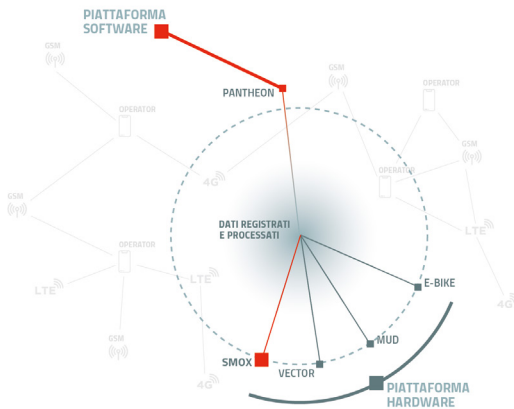 PIATTAFORMA
SOFTWARE
GSM
GSM
PANTHEON
OPERATOR
OPERATOR
GSM
OPERATOR
4G
GSM
DATI REGISTRATI
E PROCESSATI
LTE
OPERATOR
LTE
E-BIKE
LTE
4G
MUD
GSM
SMOX
VECTOR
4G
PIATTAFORMA
HARDWARE